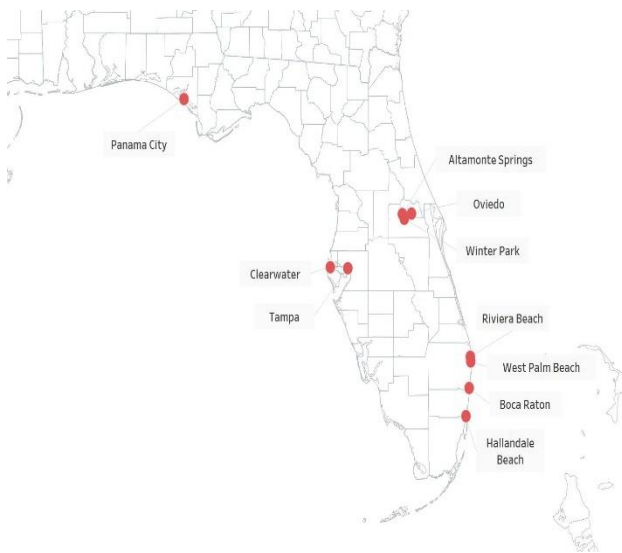 Panama City
Altamonte Springs
Oviedo
Winter Park
Clearwater
Tampa
Riviera Beach
West Palm Beach
Boca Raton
Hallandale
Beach